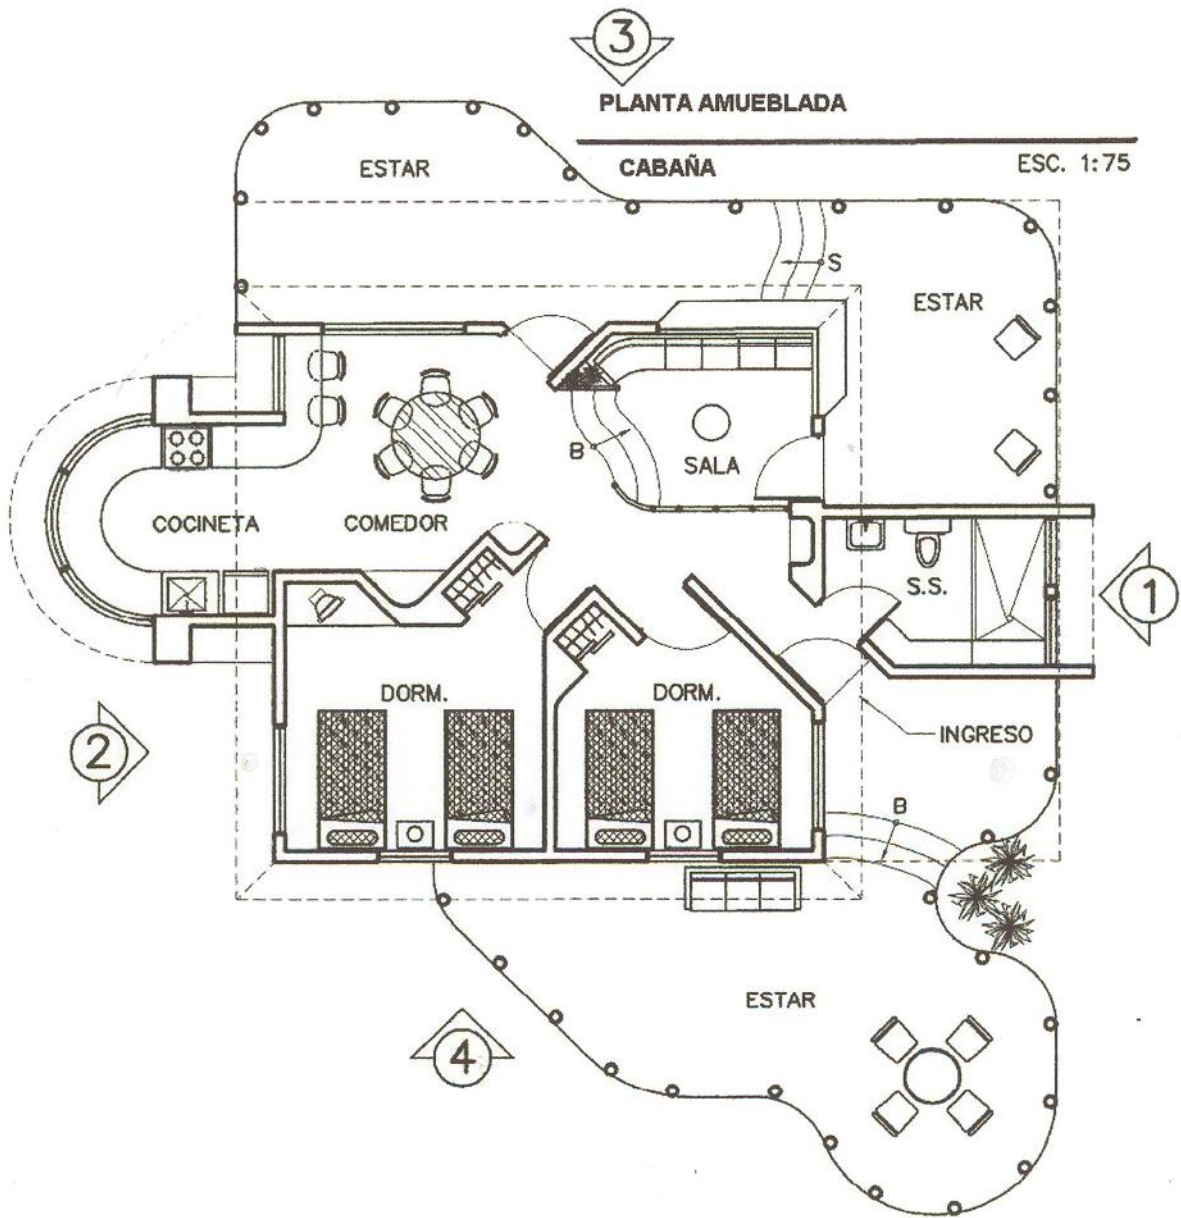 3
PLANTA AMUEBLADA
CABAÑA
ESC. 1:75
ESTAR
S
ESTAR
B
SALA
COCINETA
COMEDOR
S.S.
1
DORM.
DORM.
INGRESO
2
B
ESTAR
4